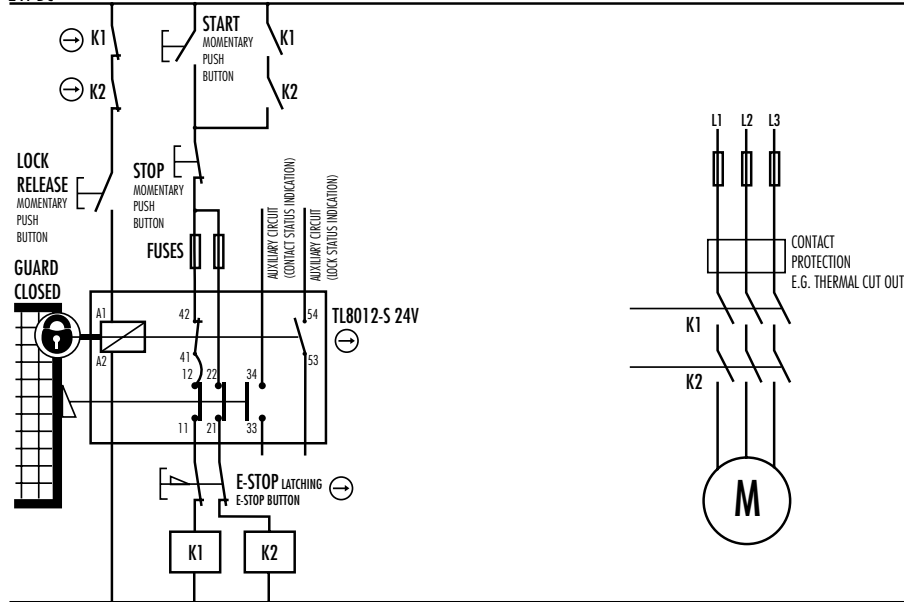 K1
K2
START
MOMENTARY
PUSH
BUTTON
K1
K2
LOCK
RELEASE
MOMENTARY
PUSH
BUTTON
STOP
MOMENTARY
PUSH
BUTTON
FUSES
AUXILIARY CIRCUIT
(CONTACT STATUS INDICATION)
AUXILIARY CIRCUIT
(LOCK STATUS INDICATION)
GUARD
CLOSED
A1
A2
42
41
12
22
34
11
21
33
54
53
TL8012-S 24V
E-STOP LATCHING
E-STOP BUTTON
K1
K2
L1 L2 L3
CONTACT
PROTECTION
E.G. THERMAL CUT OUT
K1
K2
M